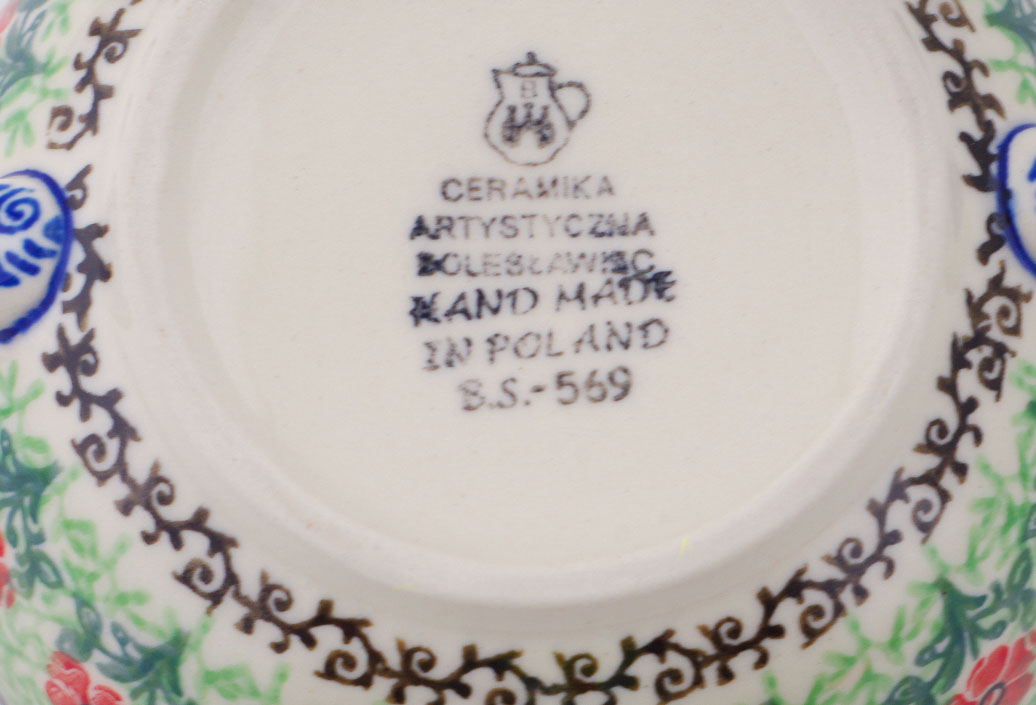 B
CERAMIKA
ARTYSTYCZNA
BOLESŁAWIEC
HAND MADE
IN POLAND
B.S.-569